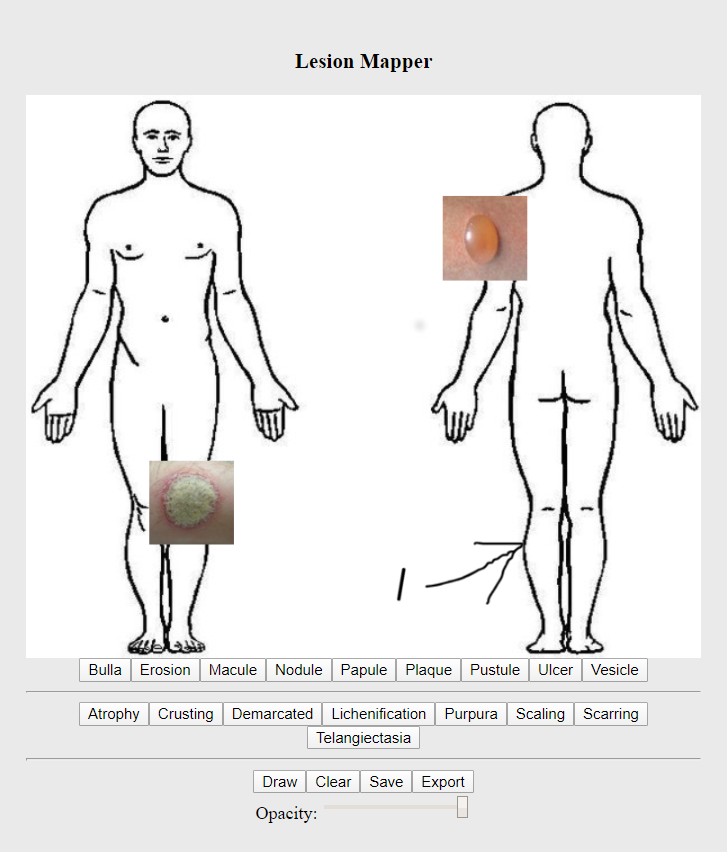 Lesion Mapper
Bulla Erosion Macule Nodule Papule Plaque Pustule Ulcer Vesicle
Atrophy Crusting Demarcated Lichenification Purpura Scaling Scarring
Telangiectasia
Draw Clear Save Export
Opacity: